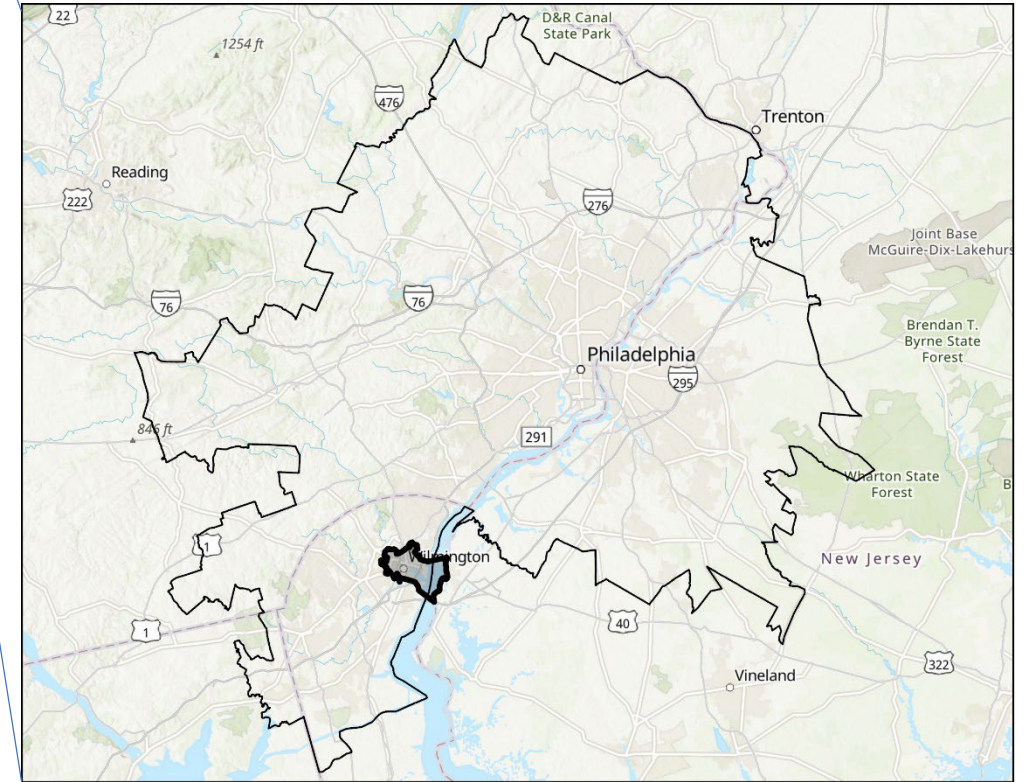 22
D&R Canal
State Park
1254 ft
476
Trenton
Reading
222
276
Joint Base
McGuire-Dix-Lakehurs
76
76
Brendan T.
Byrne State
Forest
Philadelphia
295
846 ft
291
Wharton State
Forest
B
1
Wilmington
New Jersey
1
40
322
Vineland